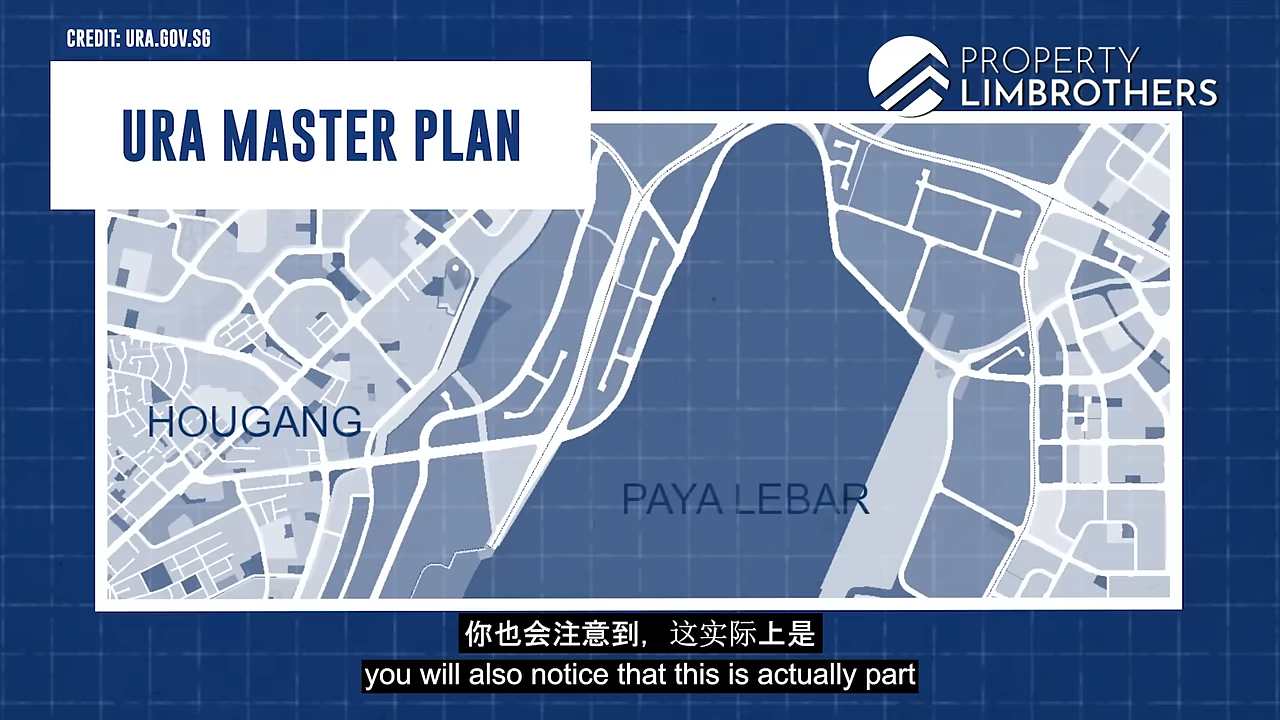 CREDIT: URA.GOV.SG
PROPERTY
LIMBROTHERS
URA MASTER PLAN
HOUGANG
PAYA LEBAR
你也会注意到，这实际上是
you will also notice that this is actually part